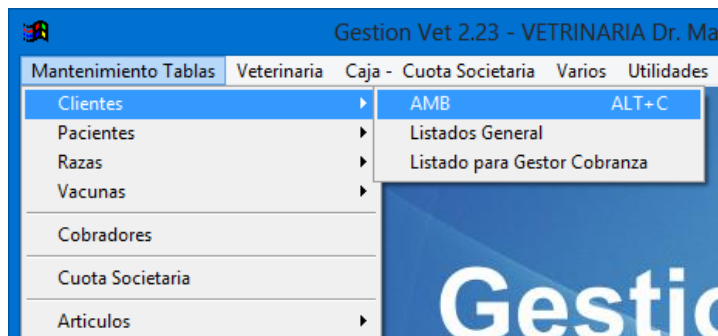 Gestion Vet 2.23 - VETRINARIA Dr. Ma
Mantenimiento Tablas Veterinaria Caja - Cuota Societaria Varios Utilidades
Clientes
AMB ALT+C
Pacientes
Listados General
Razas
Listado para Gestor Cobranza
Vacunas
Cobradores
Cuota Societaria
Articulos
Gestio